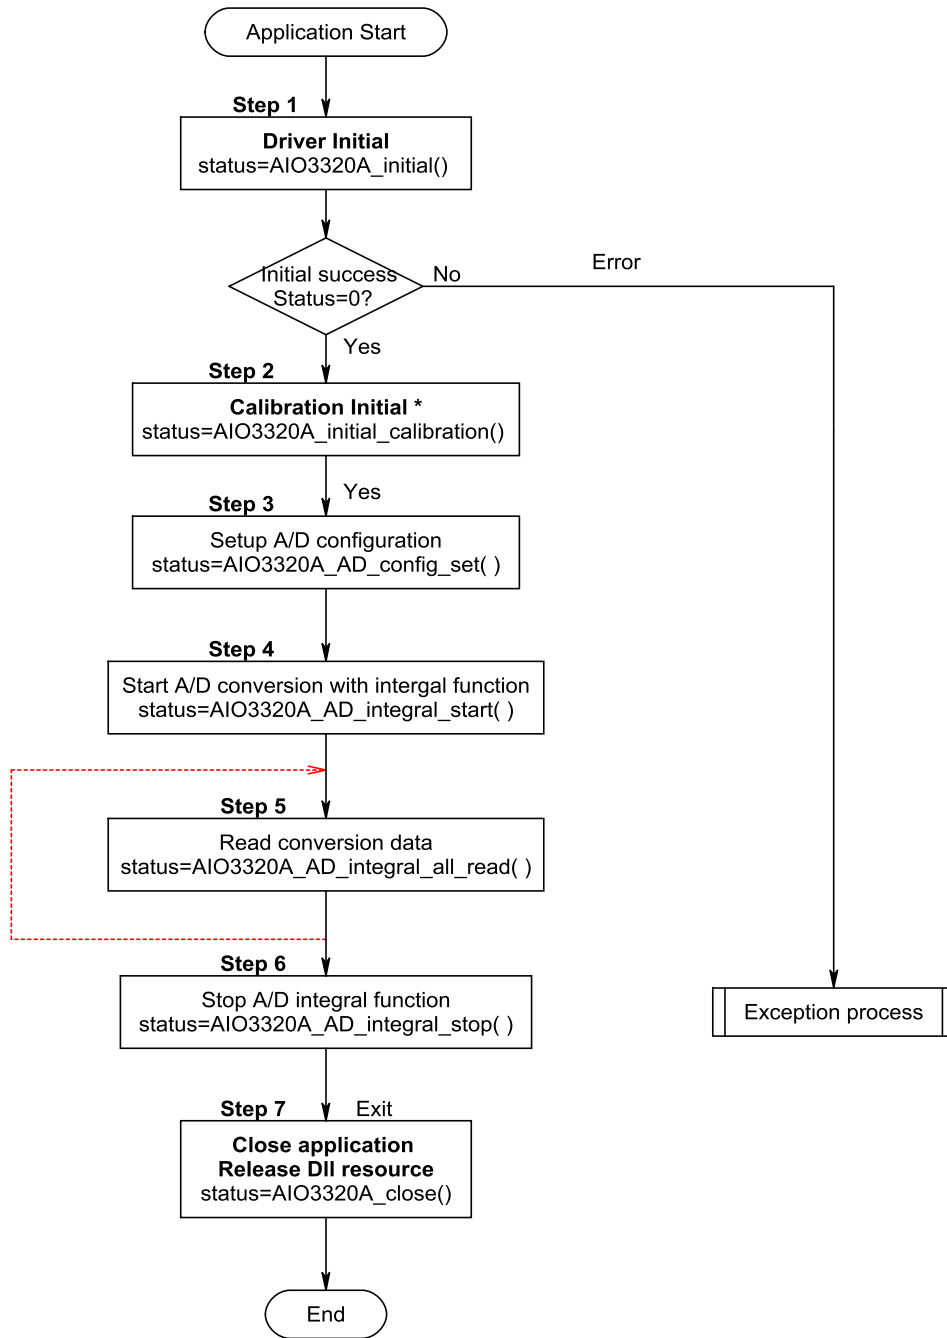 Application Start
Step 1
Driver Initial
status=AIO3320A_initial()
Initial success
Status=0?
No
Error
Yes
Step 2
Calibration Initial *
status=AIO3320A_initial_calibration()
Yes
Step 3
Setup A/D configuration
status=AIO3320A_AD_config_set( )
Step 4
Start A/D conversion with intergal function
status=AIO3320A_AD_integral_start( )
Step 5
Read conversion data
status=AIO3320A_AD_integral_all_read( )
Step 6
Stop A/D integral function
status=AIO3320A_AD_integral_stop( )
Exception process
Step 7
Exit
Close application
Release Dll resource
status=AIO3320A_close()
End